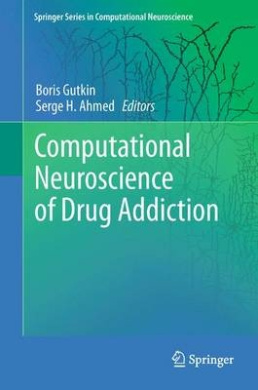 Springer Series in Computational Neuroscience
Boris Gutkin
Serge H. Ahmed Editors
Computational
Neuroscience
of Drug Addiction
Springer